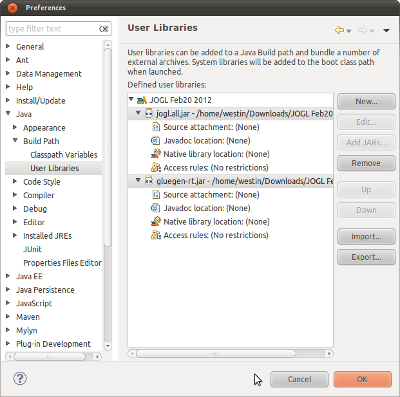 Preferences
type filter text
General
Ant
Data Management
Help
Install/Update
Java
Appearance
Build Path
Classpath Variables
User Libraries
Code Style
Compiler
Debug
Editor
Installed JREs
JUnit
Properties Files Editor
Java EE
Java Persistence
JavaScript
Maven
Mylyn
Plug-in Development
User Libraries
User libraries can be added to a Java Build path and bundle a number of
external archives. System libraries will be added to the boot class path
when launched.
Defined user libraries:
JOGL Feb20 2012
jogl.all.jar - /home/westin/Downloads/JOGL Feb20
Source attachment: (None)
Javadoc location: (None)
Native library location: (None)
Access rules: (No restrictions)
gluegen-rt.jar - /home/westin/Downloads/JOGL Fe
Source attachment: (None)
Javadoc location: (None)
Native library location: (None)
Access rules: (No restrictions)
New...
Edit...
Add JARs...
Remove
Up
Down
Import...
Export...
?
Cancel
OK